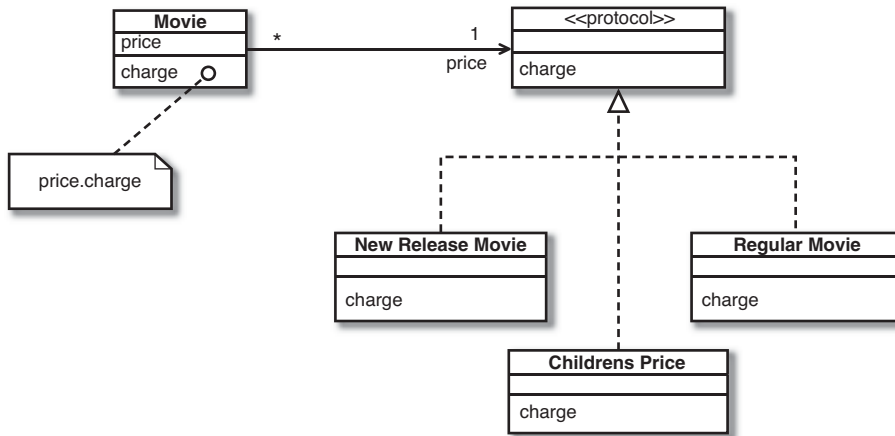 Movie
price
charge
*
1
price
<<protocol>>
charge
price.charge
New Release Movie
charge
Regular Movie
charge
Childrens Price
charge